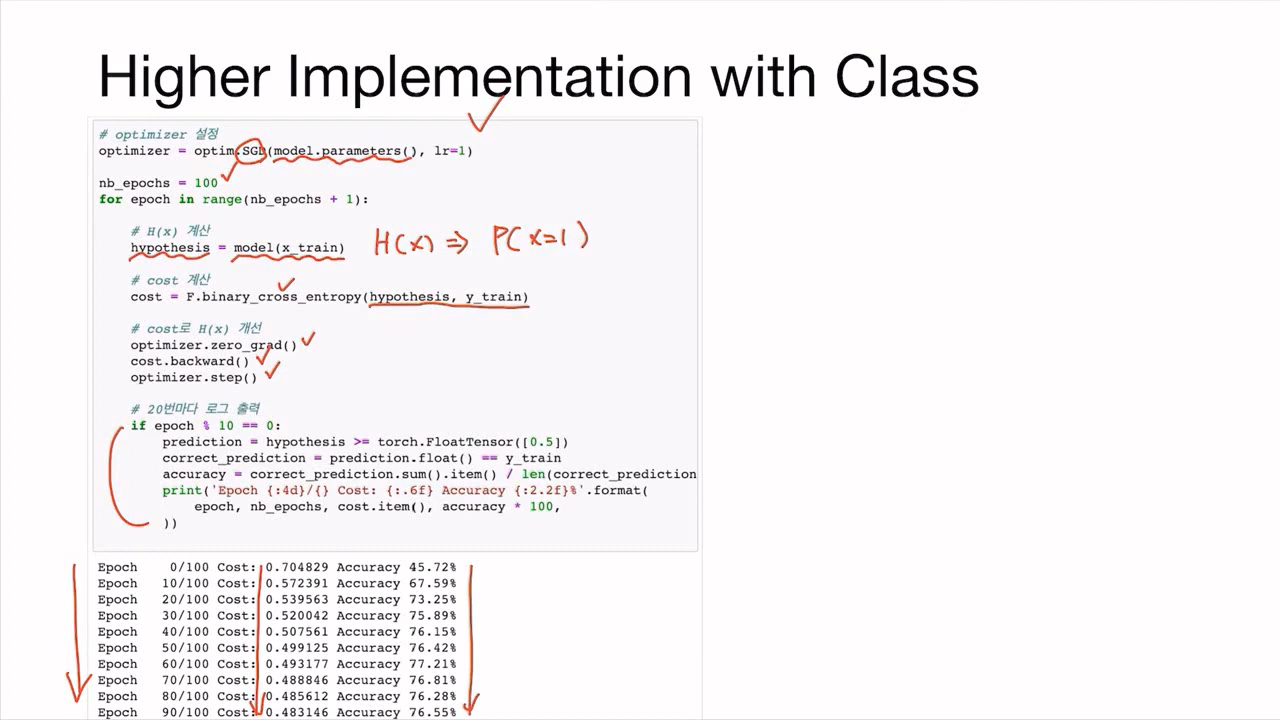 Higher Implementation with Class
# optimizer 설정
optimizer = optim.SGD(model.parameters(), lr=1)
nb_epochs = 100
for epoch in range(nb_epochs + 1):
# H(x) 계산
hypothesis = model(x_train)
H(x) ⇒ P(x=1)
# cost 계산
cost = F.binary_cross_entropy(hypothesis, y_train)
# cost로 H(x) 개선
optimizer.zero_grad()
cost.backward()
optimizer.step()
# 20번마다 로그 출력
if epoch % 10 == 0:
prediction = hypothesis >= torch.FloatTensor([0.5])
correct_prediction = prediction.float() == y_train
accuracy = correct_prediction.sum().item() / len(correct_prediction
print('Epoch {:4d}/{} Cost: {:.6f} Accuracy {:2.2f}%'.format(
epoch, nb_epochs, cost.item(), accuracy * 100,
))
Epoch 0/100 Cost: 0.704829 Accuracy 45.72%
Epoch 10/100 Cost: 0.572391 Accuracy 67.59%
Epoch 20/100 Cost: 0.539563 Accuracy 73.25%
Epoch 30/100 Cost: 0.520042 Accuracy 75.89%
Epoch 40/100 Cost: 0.507561 Accuracy 76.15%
Epoch 50/100 Cost: 0.499125 Accuracy 76.42%
Epoch 60/100 Cost: 0.493177 Accuracy 77.21%
Epoch 70/100 Cost: 0.488846 Accuracy 76.81%
Epoch 80/100 Cost: 0.485612 Accuracy 76.28%
Epoch 90/100 Cost: 0.483146 Accuracy 76.55%